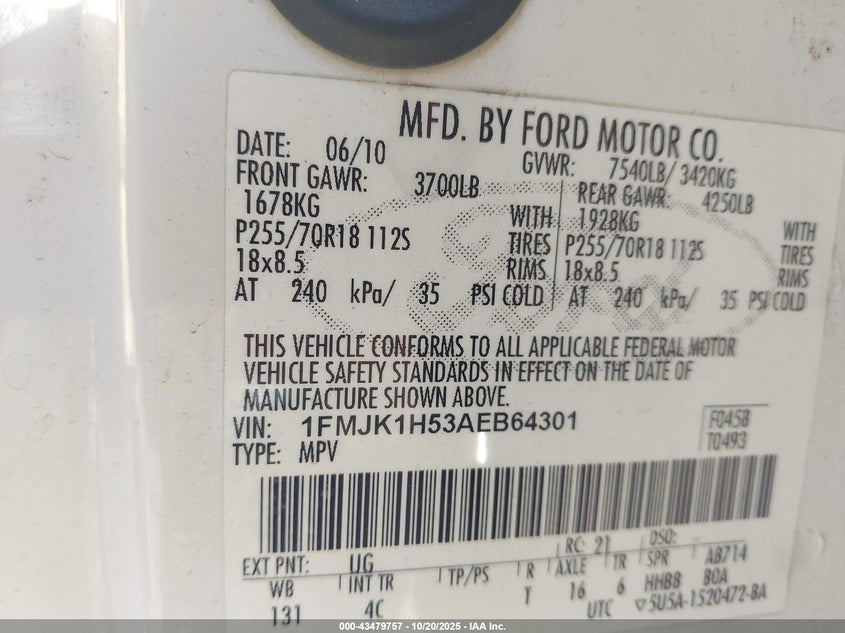 MFD. BY FORD MOTOR CO.
DATE: 06/10 GVWR: 7540LB/ 3420KG
FRONT GAWR: 3700LB REAR GAWR: 4250LB
1678KG WITH 1928KG WITH
P255/70R18 112S TIRES P255/70R18 112S TIRES
18x8.5 RIMS 18x8.5 RIMS
AT 240 kPa/ 35 PSI COLD AT 240 kPa/ 35 PSI COLD
THIS VEHICLE CONFORMS TO ALL APPLICABLE FEDERAL MOTOR
VEHICLE SAFETY STANDARDS IN EFFECT ON THE DATE OF
MANUFACTURE SHOWN ABOVE.
VIN: 1FMJK1H53AEB64301 F0458
TYPE: MPV T0493
EXT PNT: UG RC: 21 DSO:
WB INT TR TP/PS R AXLE TR SPR AB714
131 4C T 16 6 HHBB BOA
UTC ▽5U5A-1520472-BA
000-43479757 - 10/20/2025 - IAA Inc.